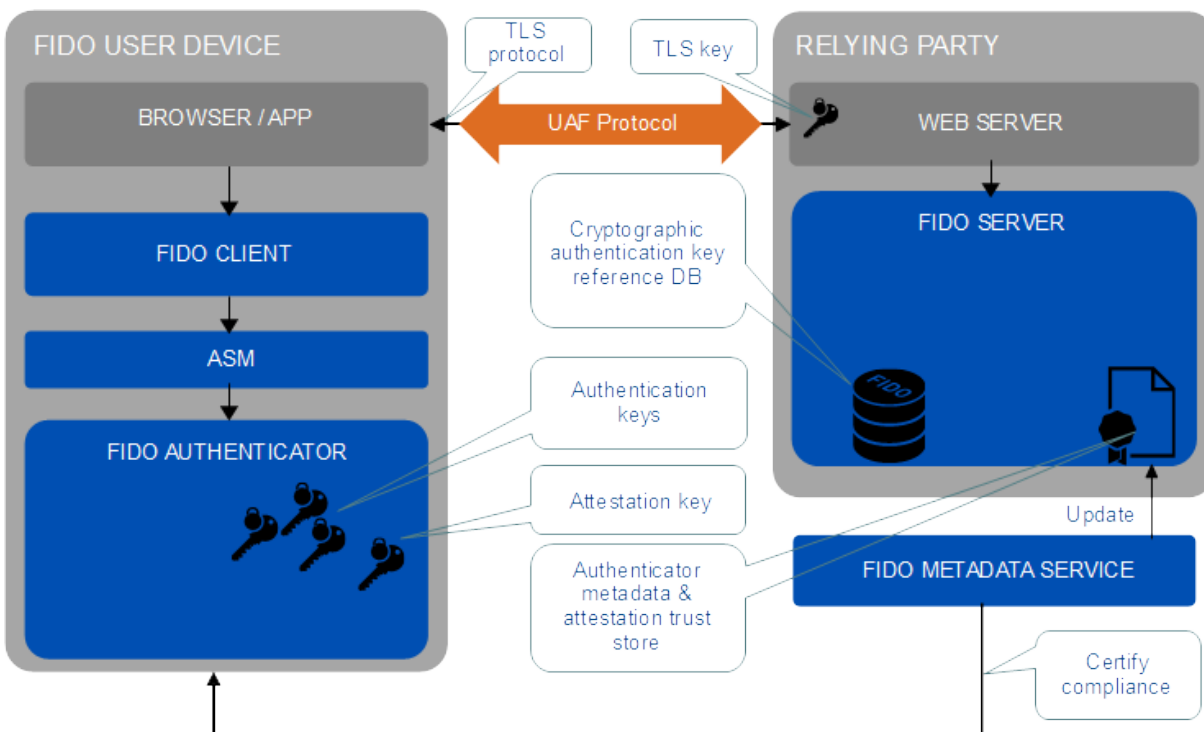 FIDO USER DEVICE
TLS
protocol
TLS key
RELYING PARTY
BROWSER / APP
UAF Protocol
WEB SERVER
FIDO CLIENT
Cryptographic
authentication key
reference DB
FIDO SERVER
ASM
FIDO
Authentication
keys
FIDO AUTHENTICATOR
Attestation key
Update
Authenticator
metadata &
attestation trust
store
FIDO METADATA SERVICE
Certify
compliance